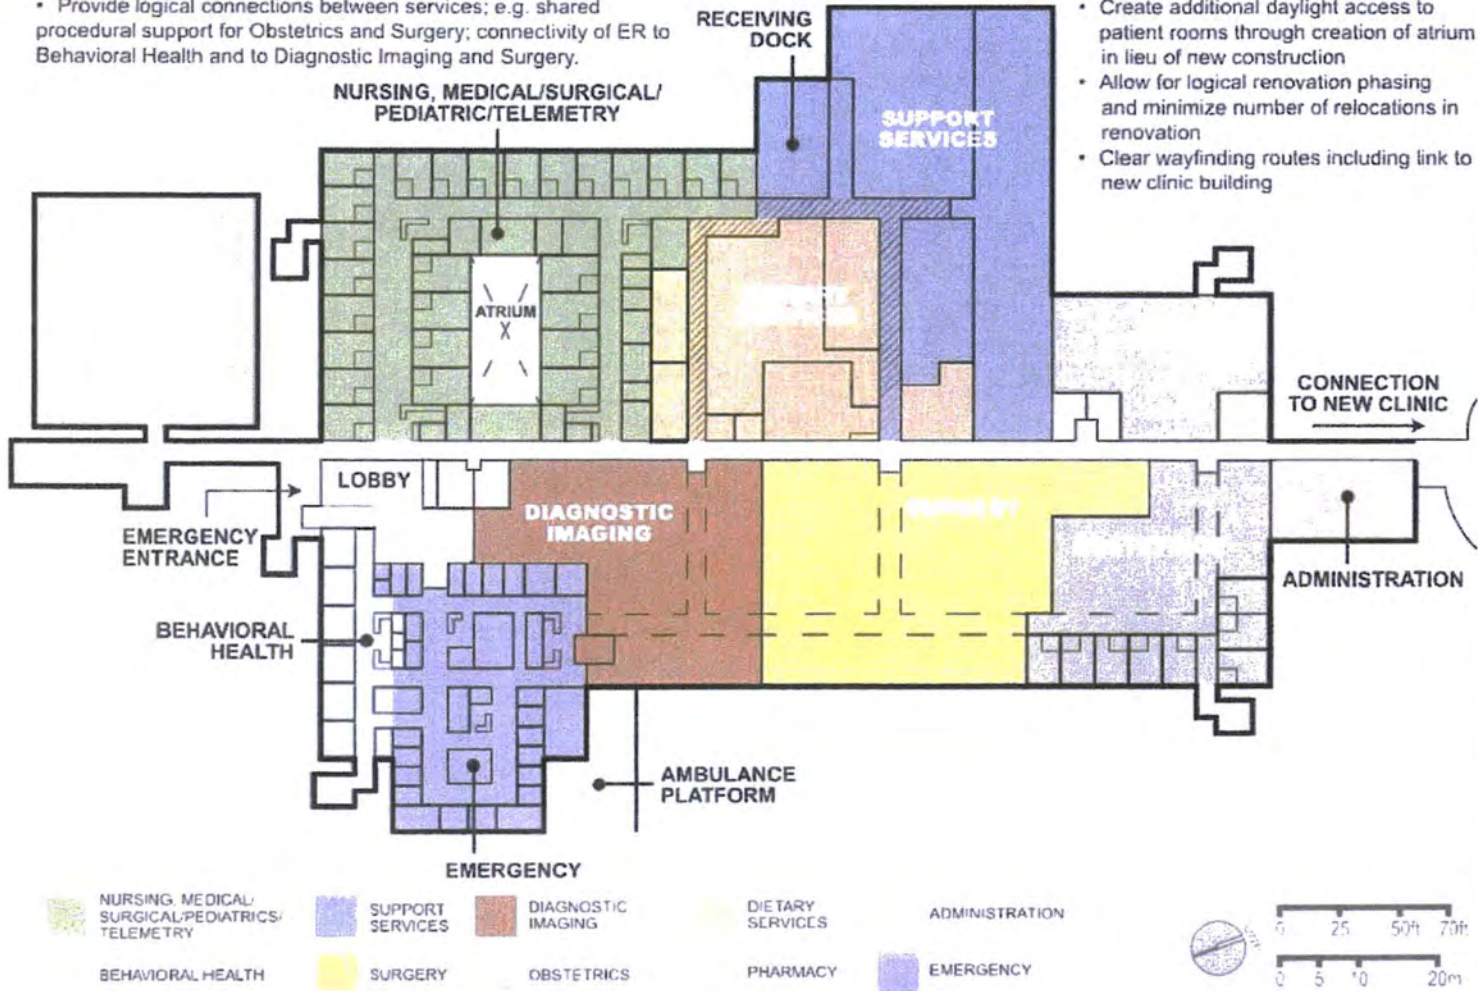 • Provide logical connections between services; e.g. shared
procedural support for Obstetrics and Surgery; connectivity of ER to
Behavioral Health and to Diagnostic Imaging and Surgery.
• Create additional daylight access to
patient rooms through creation of atrium
in lieu of new construction
• Allow for logical renovation phasing
and minimize number of relocations in
renovation
• Clear wayfinding routes including link to
new clinic building
RECEIVING
DOCK
NURSING, MEDICAL/SURGICAL/
PEDIATRIC/TELEMETRY
SUPPORT
SERVICES
ATRIUM
CONNECTION
TO NEW CLINIC
LOBBY
EMERGENCY
ENTRANCE
DIAGNOSTIC
IMAGING
ADMINISTRATION
BEHAVIORAL
HEALTH
AMBULANCE
PLATFORM
EMERGENCY
NURSING, MEDICAL/
SURGICAL/PEDIATRICS/
TELEMETRY
SUPPORT
SERVICES
DIAGNOSTIC
IMAGING
DIETARY
SERVICES
ADMINISTRATION
BEHAVIORAL HEALTH
SURGERY
OBSTETRICS
PHARMACY
EMERGENCY
0 25 50ft 70ft
0 5 10 20m